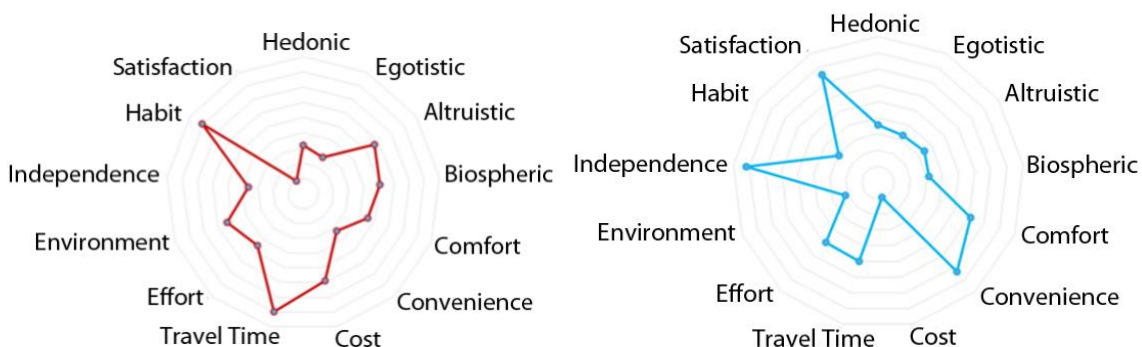 Hedonic
Egotistic
Altruistic
Biospheric
Comfort
Convenience
Cost
Travel Time
Effort
Environment
Independence
Habit
Satisfaction
Hedonic
Egotistic
Altruistic
Biospheric
Comfort
Convenience
Cost
Travel Time
Effort
Environment
Independence
Habit
Satisfaction